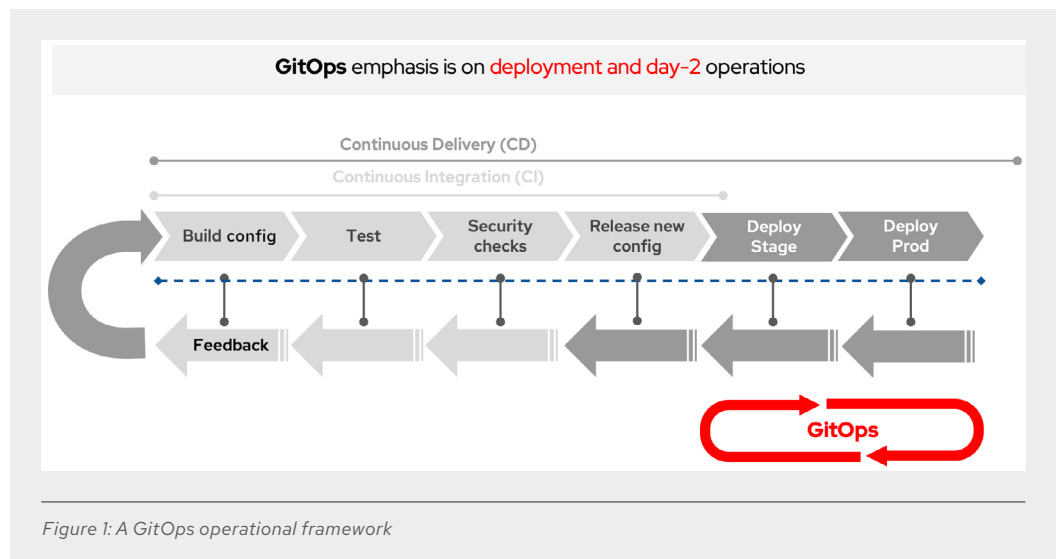 GitOps emphasis is on deployment and day-2 operations
Continuous Delivery (CD)
Continuous Integration (CI)
Build config
Test
Security
checks
Release new
config
Deploy
Stage
Deploy
Prod
Feedback
GitOps
Figure 1: A GitOps operational framework